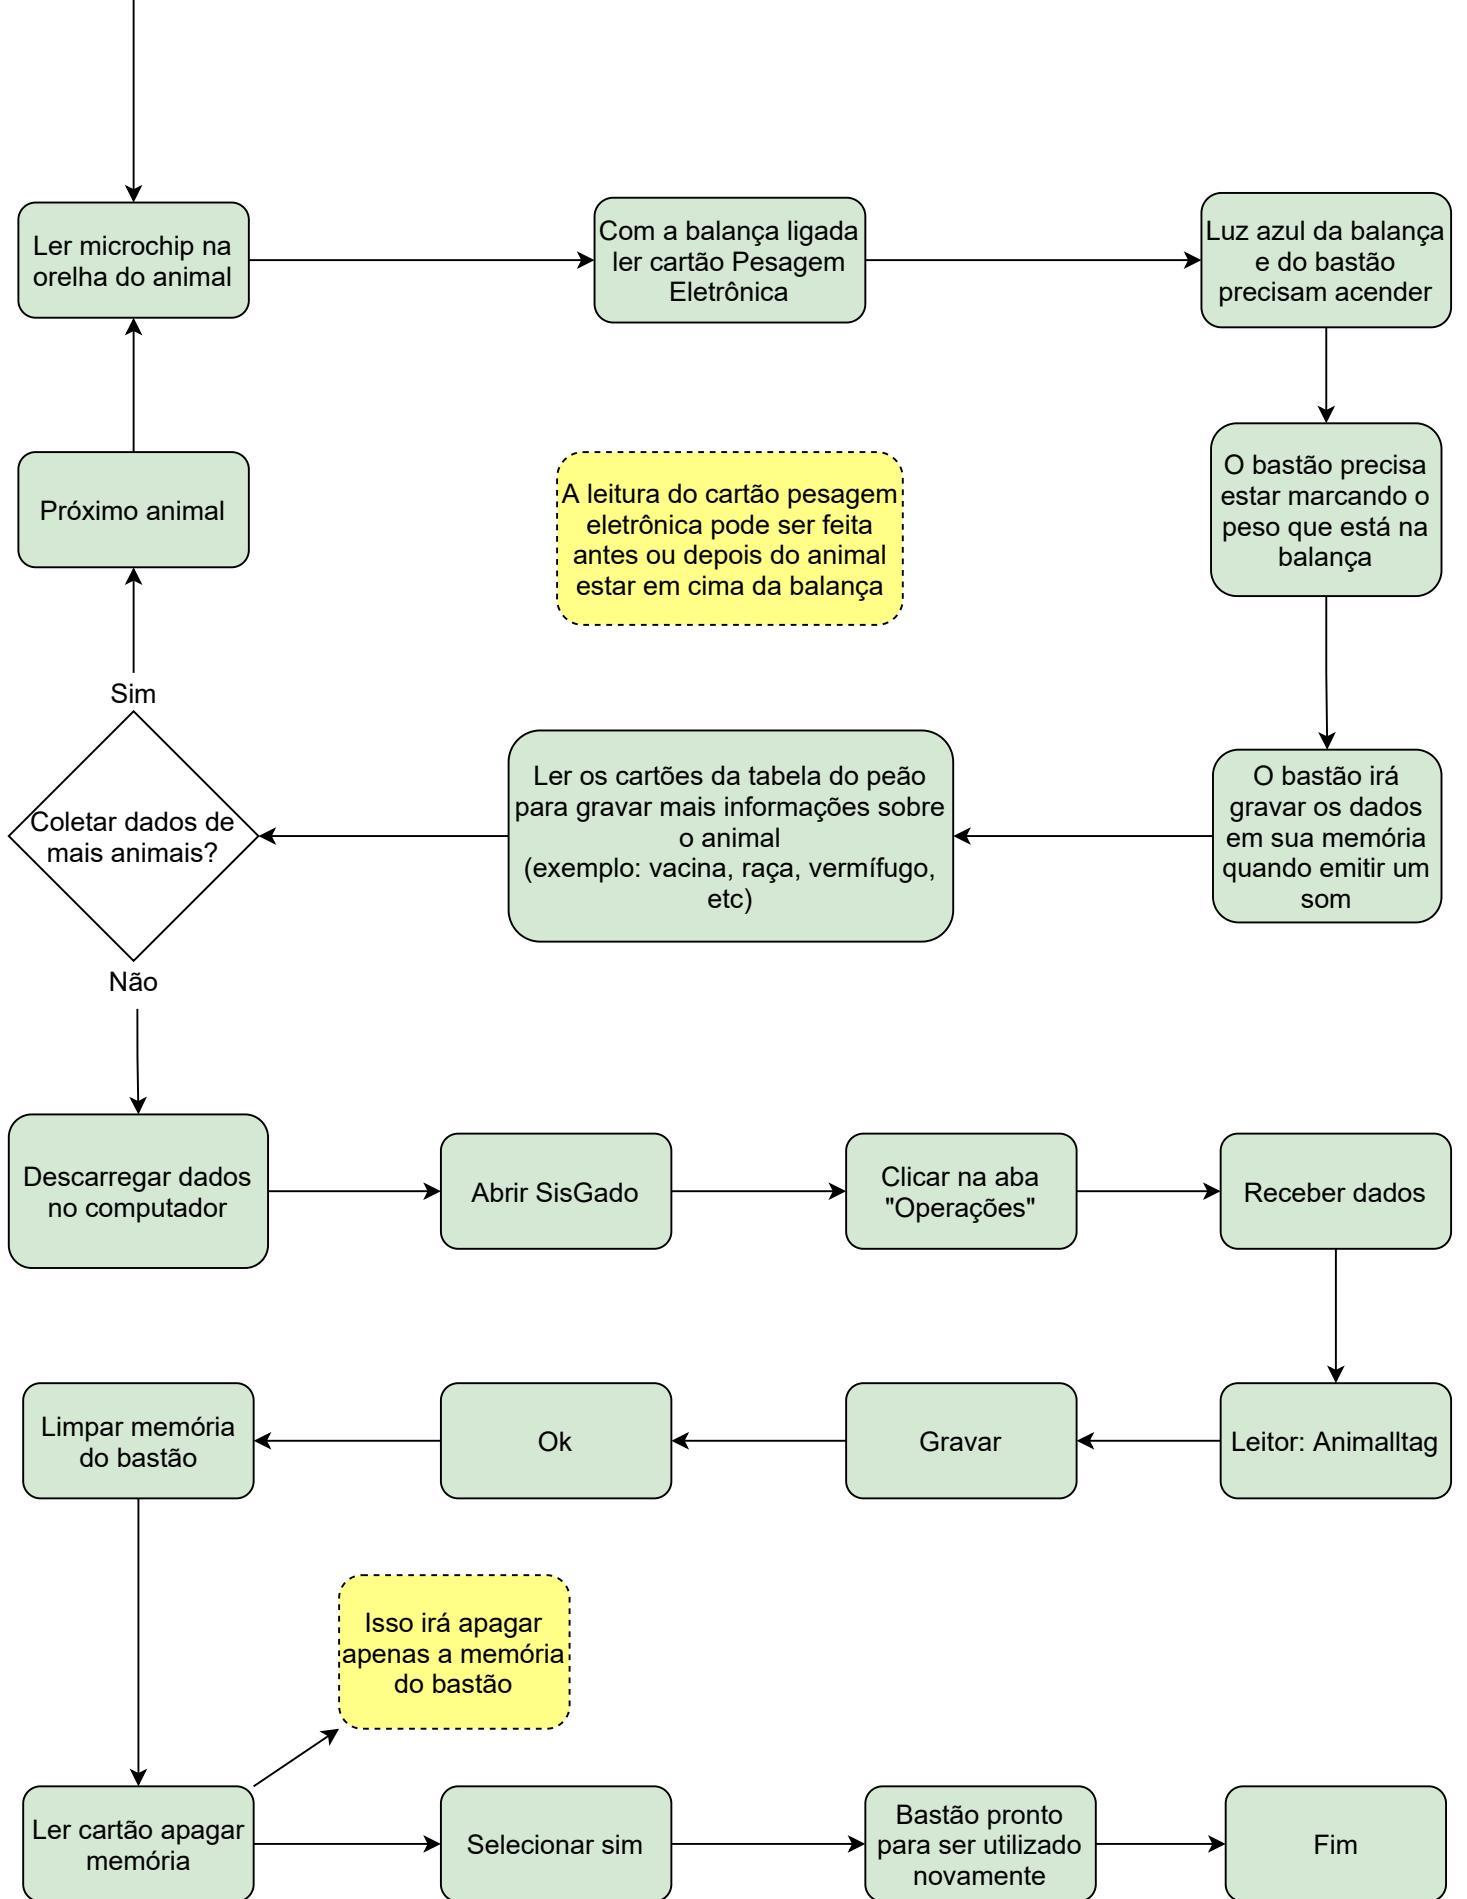 Ler microchip na
orelha do animal
Com a balança ligada
ler cartão Pesagem
Eletrônica
Luz azul da balança
e do bastão
precisam acender
Próximo animal
A leitura do cartão pesagem
eletrônica pode ser feita
antes ou depois do animal
estar em cima da balança
O bastão precisa
estar marcando o
peso que está na
balança
Sim
Coletar dados de
mais animais?
Não
Ler os cartões da tabela do peão
para gravar mais informações sobre
o animal
(exemplo: vacina, raça, vermífugo,
etc)
O bastão irá
gravar os dados
em sua memória
quando emitir um
som
Descarregar dados
no computador
Abrir SisGado
Clicar na aba
"Operações"
Receber dados
Limpar memória
do bastão
Ok
Gravar
Leitor: Animalltag
Isso irá apagar
apenas a memória
do bastão
Ler cartão apagar
memória
Selecionar sim
Bastão pronto
para ser utilizado
novamente
Fim